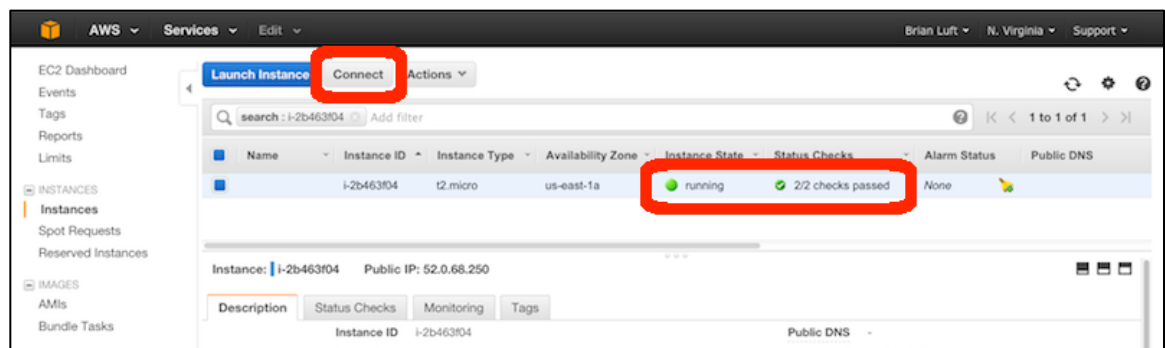 AWS Services Edit Brian Luft N. Virginia Support
EC2 Dashboard
Events
Tags
Reports
Limits
INSTANCES
Instances
Spot Requests
Reserved Instances
IMAGES
AMIs
Bundle Tasks
Launch Instance Connect Actions
search : i-2b463f04 Add filter 1 to 1 of 1
Name Instance ID Instance Type Availability Zone Instance State Status Checks Alarm Status Public DNS
i-2b463f04 t2.micro us-east-1a running 2/2 checks passed None
Instance: i-2b463f04 Public IP: 52.0.68.250
Description Status Checks Monitoring Tags
Instance ID i-2b463f04 Public DNS -